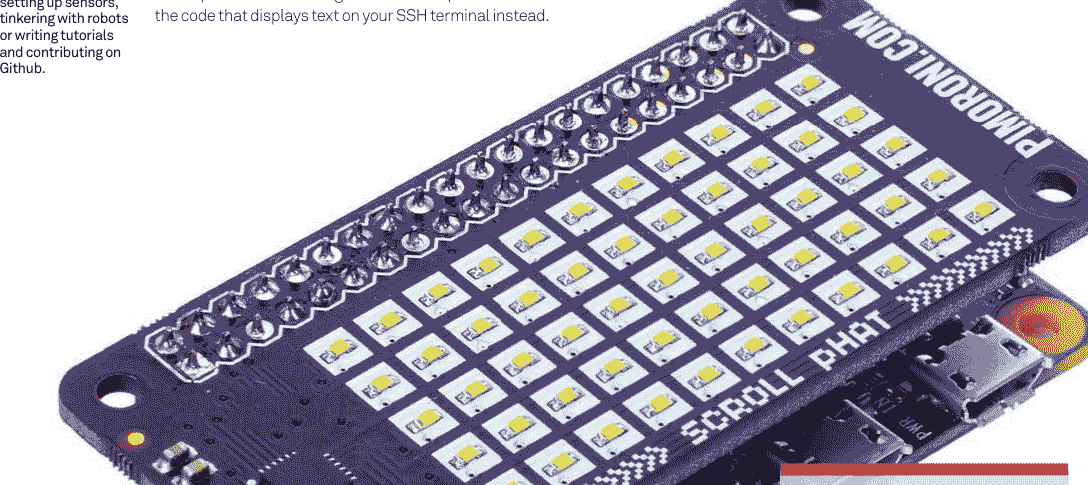 setting up sensors,
tinkering with robots
or writing tutorials
and contributing on
Github.
the code that displays text on your SSH terminal instead.
PIMORONI.COM
SCROLL pHAT
PWR